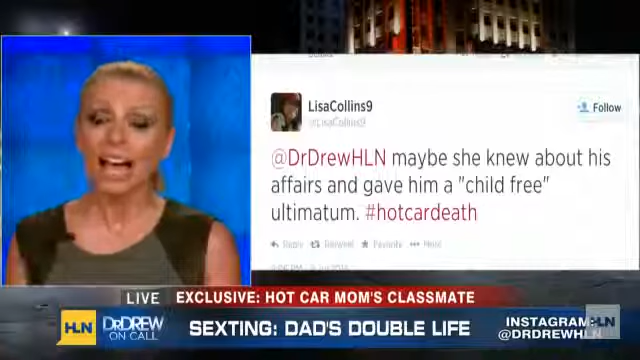 LisaCollins9
Follow
@LisaCollins9
@DrDrewHLN maybe she knew about his
affairs and gave him a "child free"
ultimatum. #hotcardeath
Reply Retweet Favorite More
LIVE EXCLUSIVE: HOT CAR MOM'S CLASSMATE
HLN
DR.DREW
ON CALL
SEXTING: DAD'S DOUBLE LIFE
INSTAGRAM:
@DRDREWHLN
HLN